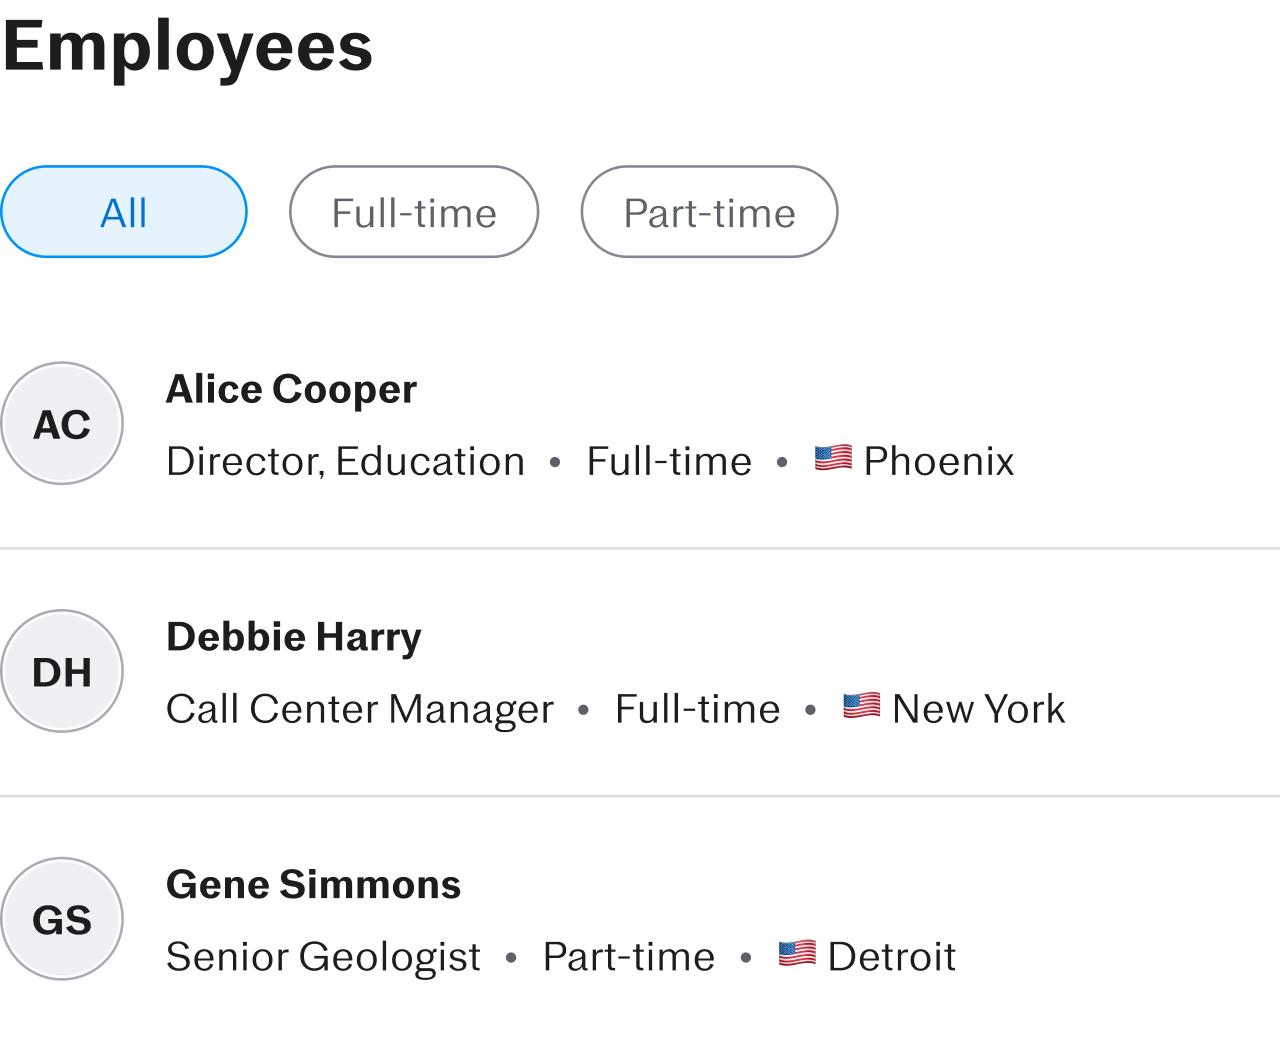 Employees
All Full-time Part-time
AC
Alice Cooper
Director, Education • Full-time • 🇺🇸 Phoenix
DH
Debbie Harry
Call Center Manager • Full-time • 🇺🇸 New York
GS
Gene Simmons
Senior Geologist • Part-time • 🇺🇸 Detroit